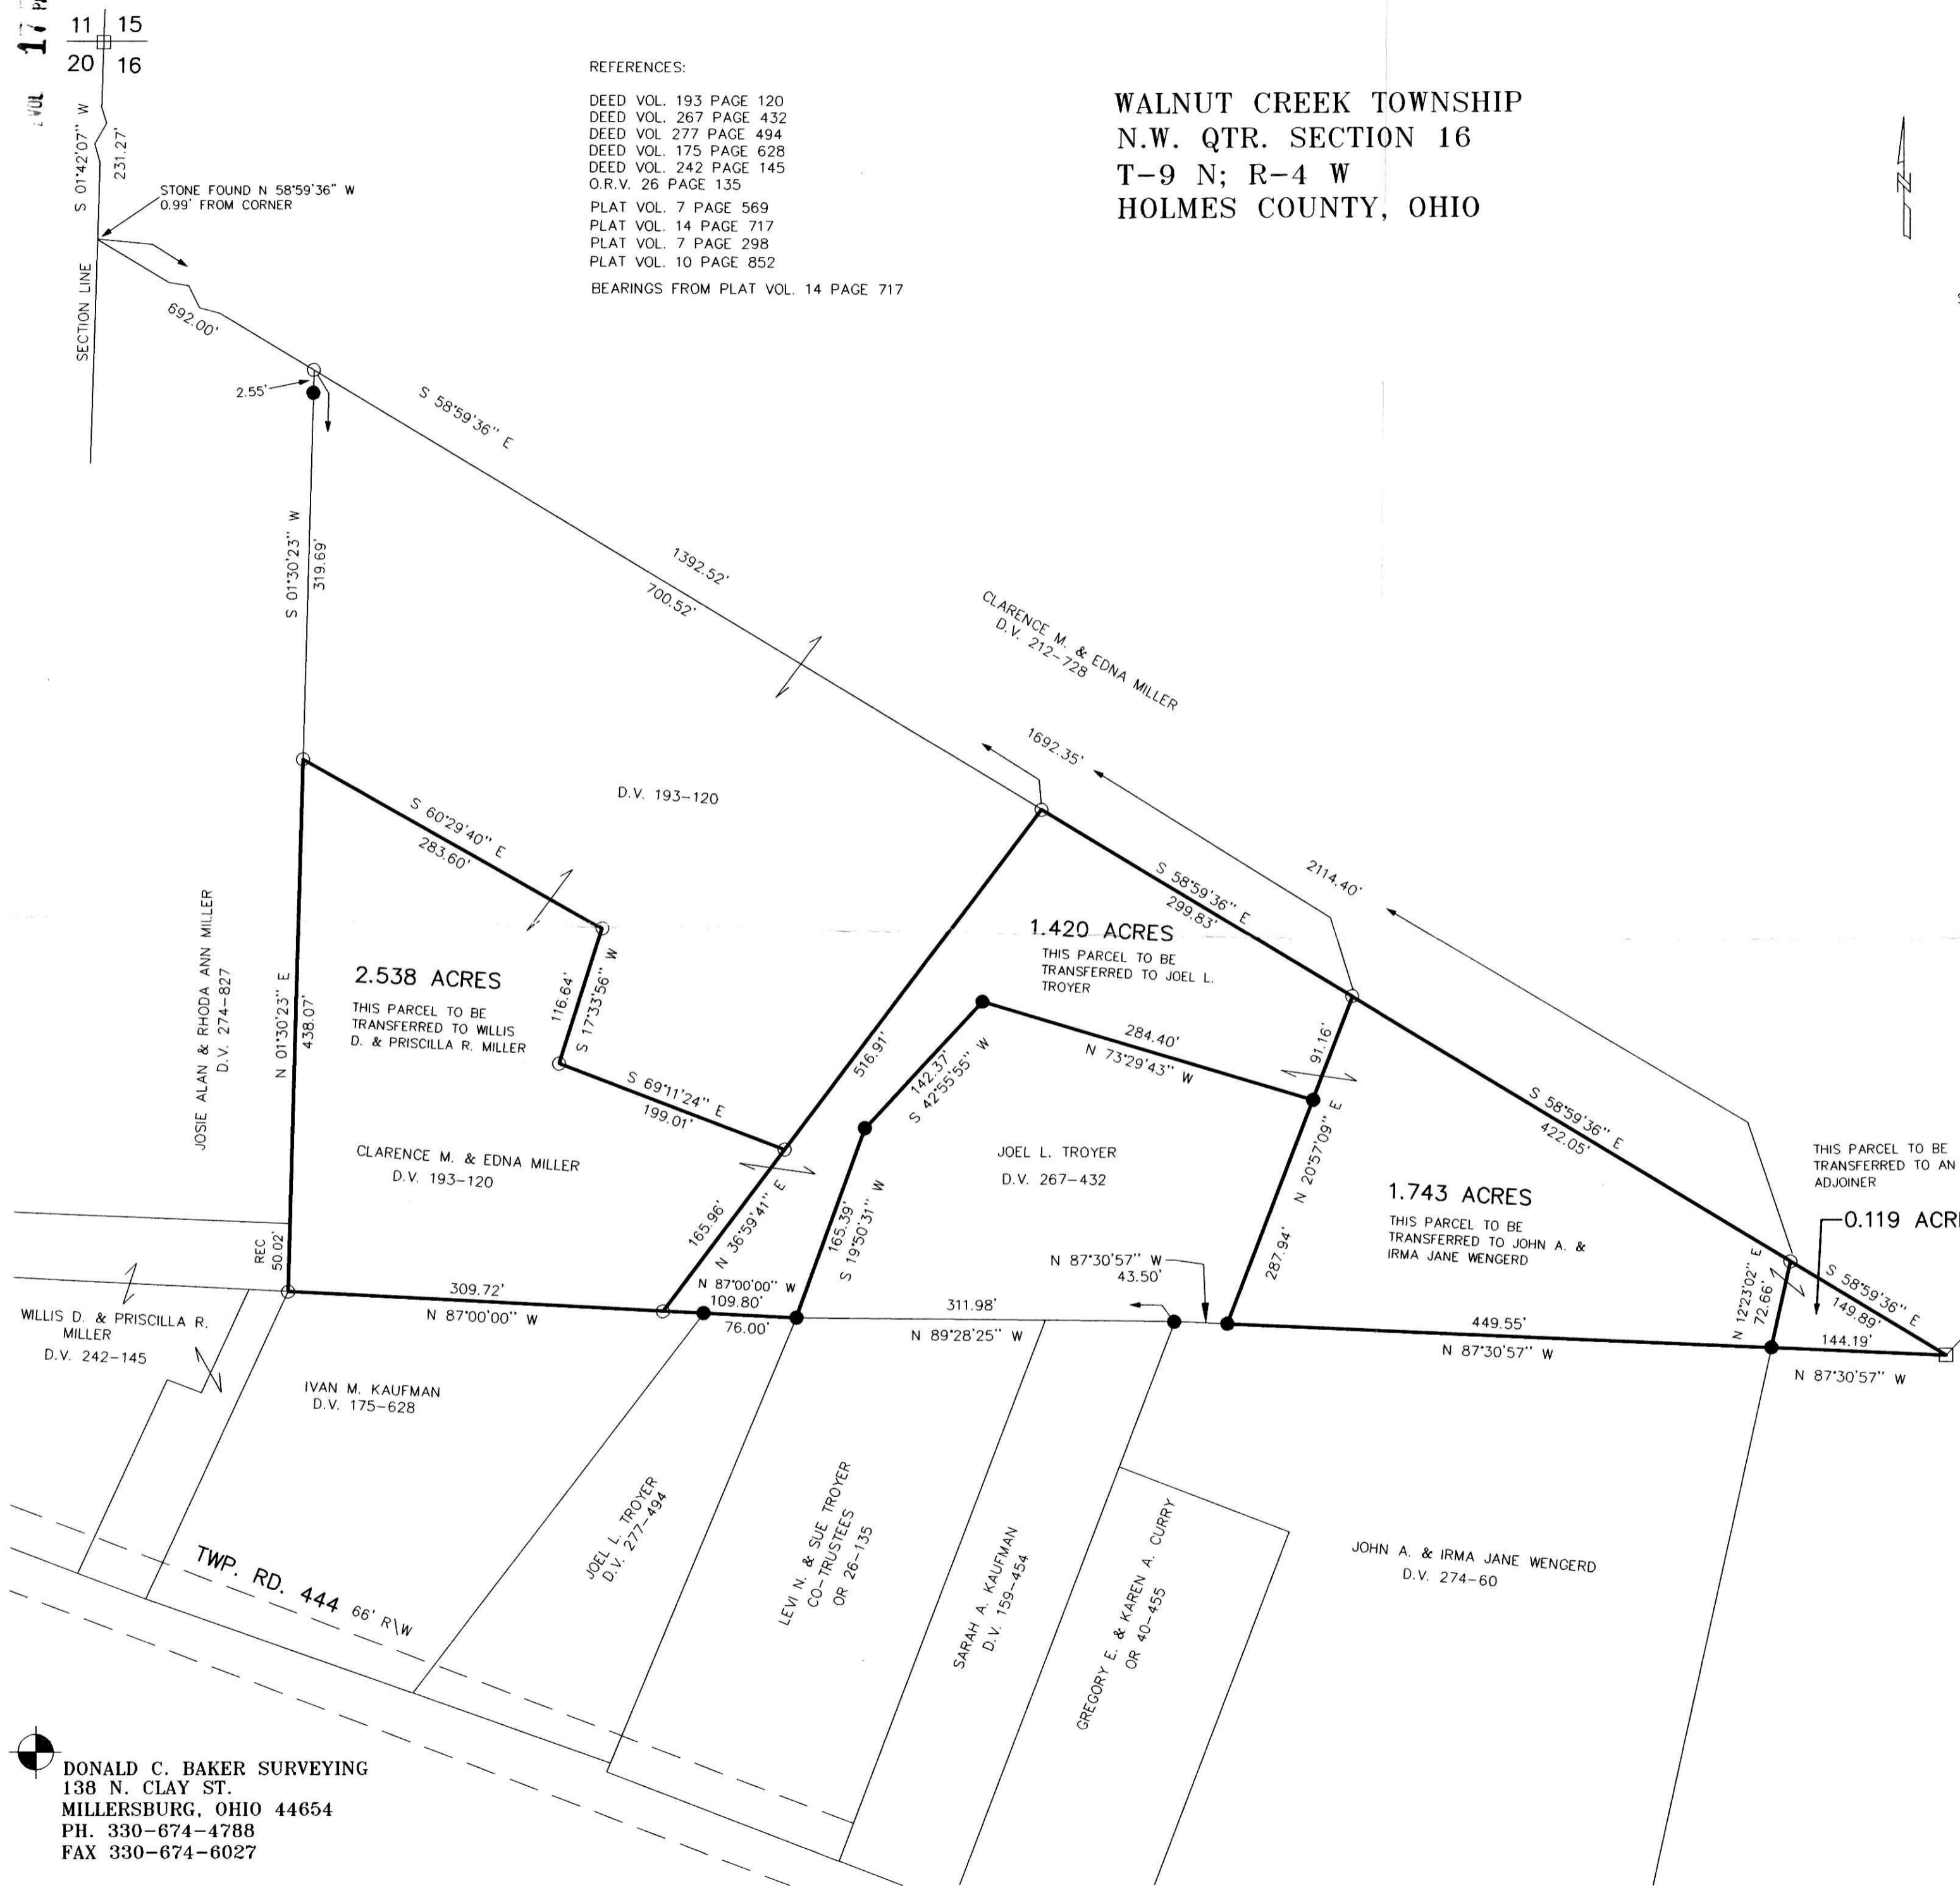 VOL 17
11 15
20 16
S 01°42'07" W
231.27'
SECTION LINE
STONE FOUND N 58°59'36" W
0.99' FROM CORNER
692.00'
REFERENCES:
DEED VOL. 193 PAGE 120
DEED VOL. 267 PAGE 432
DEED VOL 277 PAGE 494
DEED VOL. 175 PAGE 628
DEED VOL. 242 PAGE 145
O.R.V. 26 PAGE 135
PLAT VOL. 7 PAGE 569
PLAT VOL. 14 PAGE 717
PLAT VOL. 7 PAGE 298
PLAT VOL. 10 PAGE 852
BEARINGS FROM PLAT VOL. 14 PAGE 717
WALNUT CREEK TOWNSHIP
N.W. QTR. SECTION 16
T-9 N; R-4 W
HOLMES COUNTY, OHIO
N
2.55'
S 58°59'36" E
S 01°30'23" W
319.69'
1392.52'
700.52'
CLARENCE M. & EDNA MILLER
D.V. 212-728
1692.35'
2114.40'
D.V. 193-120
S 60°29'40" E
283.60'
S 58°59'36" E
299.83'
1.420 ACRES
THIS PARCEL TO BE
TRANSFERRED TO JOEL L.
TROYER
JOSIE ALAN & RHODA ANN MILLER
D.V. 274-827
N 01°30'23" E
438.07'
2.538 ACRES
THIS PARCEL TO BE
TRANSFERRED TO WILLIS
D. & PRISCILLA R. MILLER
116.64'
S 17°33'56" W
S 69°11'24" E
199.01'
516.91'
142.37'
S 42°55'55" W
284.40'
N 73°29'43" W
91.16'
S 58°59'36" E
422.05'
CLARENCE M. & EDNA MILLER
D.V. 193-120
JOEL L. TROYER
D.V. 267-432
N 20°57'09" E
287.94'
1.743 ACRES
THIS PARCEL TO BE
TRANSFERRED TO JOHN A. &
IRMA JANE WENGERD
THIS PARCEL TO BE
TRANSFERRED TO AN
ADJOINER
0.119 ACR
165.96'
N 36°59'41" E
165.39'
S 19°50'31" W
REC
50.02'
N 87°30'57" W
43.50'
N 12°23'02" E
72.66'
S 58°59'36" E
149.89'
309.72'
N 87°00'00" W
N 87°00'00" W
109.80'
76.00'
311.98'
N 89°28'25" W
449.55'
N 87°30'57" W
144.19'
N 87°30'57" W
WILLIS D. & PRISCILLA R.
MILLER
D.V. 242-145
IVAN M. KAUFMAN
D.V. 175-628
JOEL L. TROYER
D.V. 277-494
LEVI N. & SUE TROYER
CO-TRUSTEES
OR 26-135
SARAH A. KAUFMAN
D.V. 159-454
GREGORY E. & KAREN A. CURRY
OR 40-455
JOHN A. & IRMA JANE WENGERD
D.V. 274-60
TWP. RD. 444 66' R\W
DONALD C. BAKER SURVEYING
138 N. CLAY ST.
MILLERSBURG, OHIO 44654
PH. 330-674-4788
FAX 330-674-6027